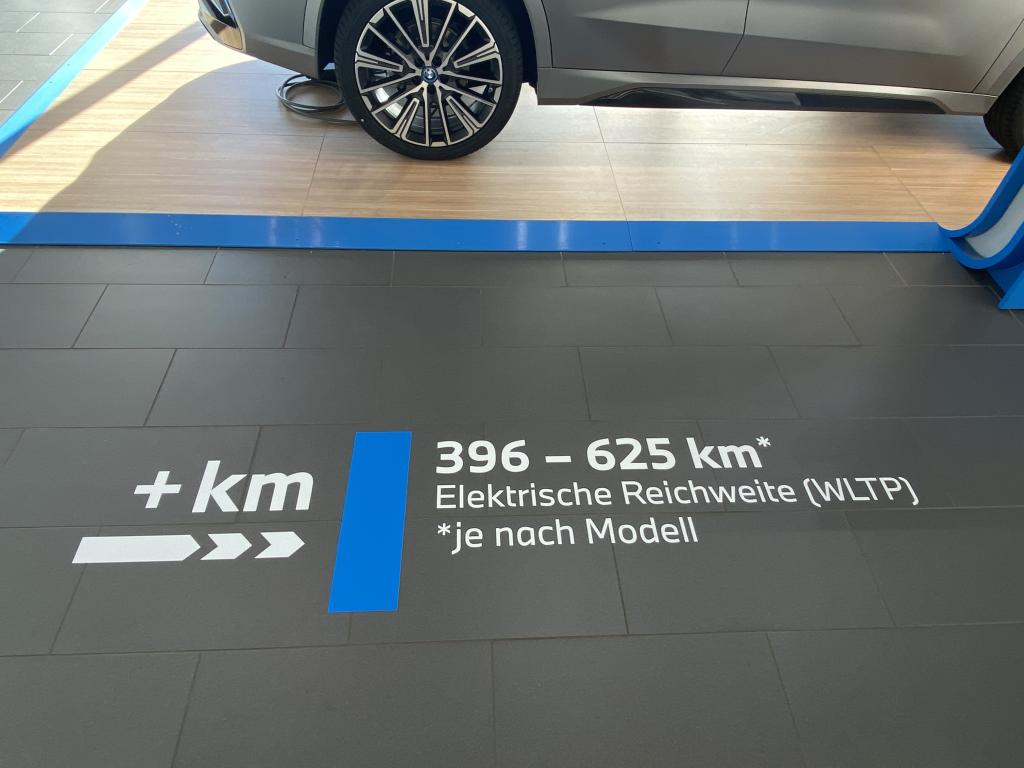 +km
396 – 625 km*
Elektrische Reichweite (WLTP)
*je nach Modell